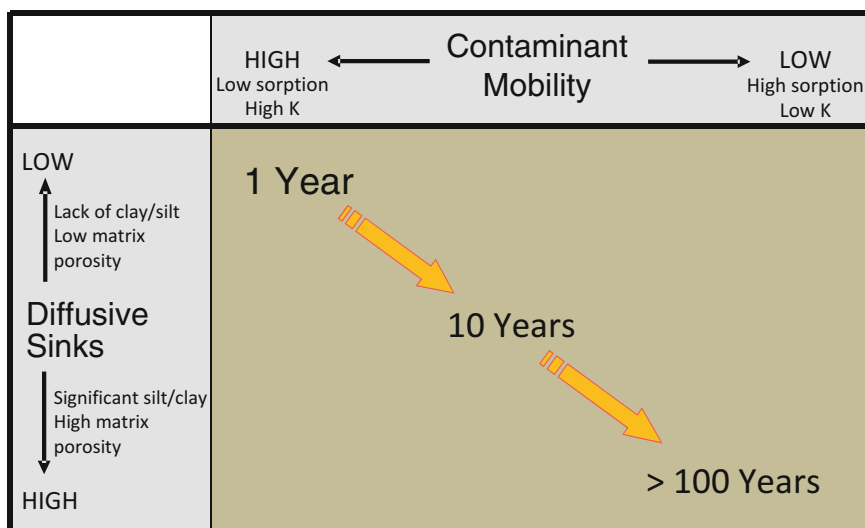 Contaminant
Mobility
HIGH
Low sorption
High K
LOW
High sorption
Low K
LOW
Lack of clay/silt
Low matrix
porosity
Diffusive
Sinks
Significant silt/clay
High matrix
porosity
HIGH
1 Year
10 Years
> 100 Years